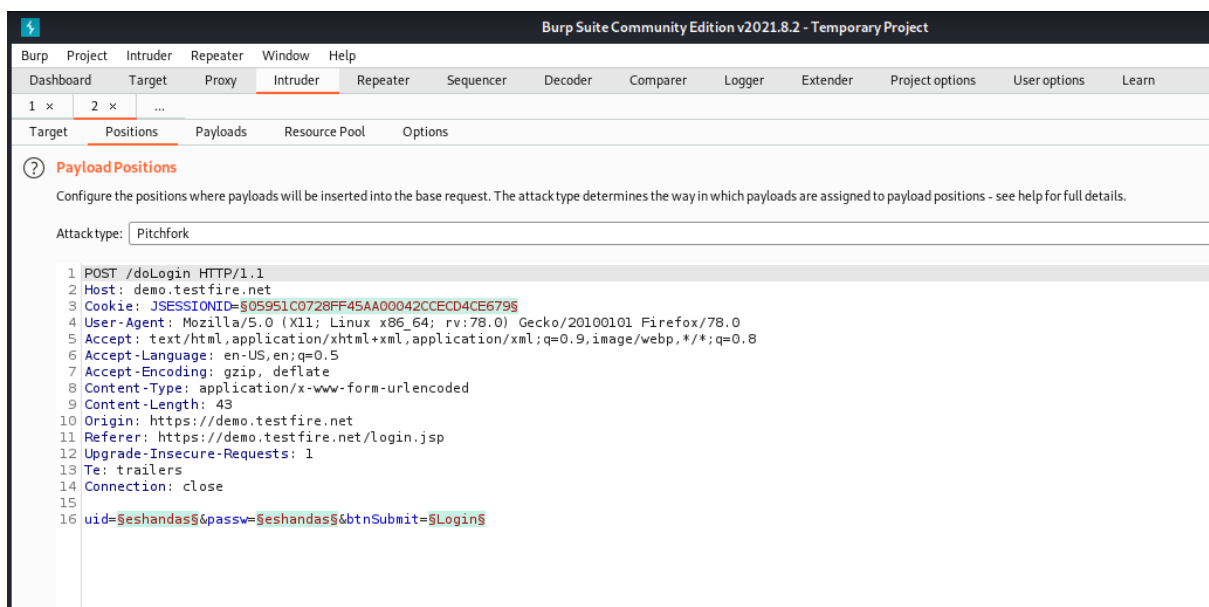 Burp Suite Community Edition v2021.8.2 - Temporary Project
Burp Project Intruder Repeater Window Help
Dashboard Target Proxy Intruder Repeater Sequencer Decoder Comparer Logger Extender Project options User options Learn
1 × 2 × ...
Target Positions Payloads Resource Pool Options
? Payload Positions
Configure the positions where payloads will be inserted into the base request. The attack type determines the way in which payloads are assigned to payload positions - see help for full details.
Attack type: Pitchfork
1 POST /doLogin HTTP/1.1
2 Host: demo.testfire.net
3 Cookie: JSESSIONID=§05951C0728FF45AA00042CCECD4CE679§
4 User-Agent: Mozilla/5.0 (X11; Linux x86_64; rv:78.0) Gecko/20100101 Firefox/78.0
5 Accept: text/html,application/xhtml+xml,application/xml;q=0.9,image/webp,*/*;q=0.8
6 Accept-Language: en-US,en;q=0.5
7 Accept-Encoding: gzip, deflate
8 Content-Type: application/x-www-form-urlencoded
9 Content-Length: 43
10 Origin: https://demo.testfire.net
11 Referer: https://demo.testfire.net/login.jsp
12 Upgrade-Insecure-Requests: 1
13 Te: trailers
14 Connection: close
15
16 uid=§eshandas§&passw=§eshandas§&btnSubmit=§Login§